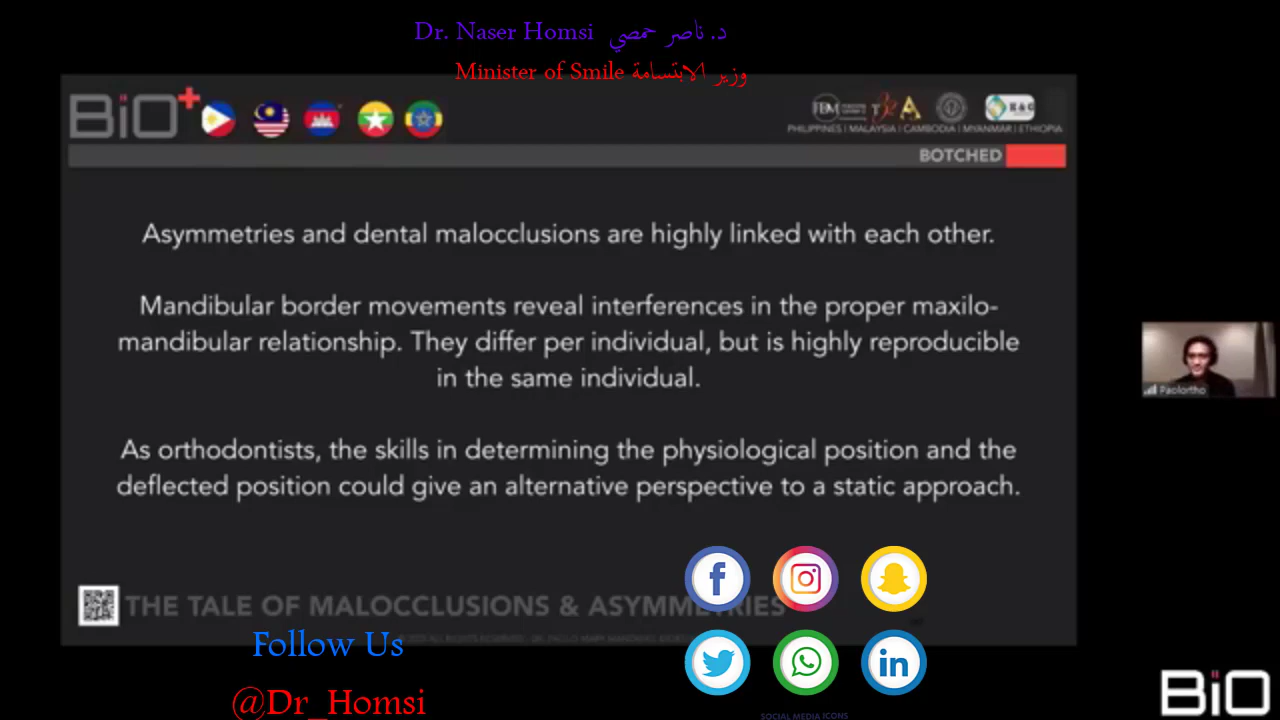 Dr. Naser Homsi د. ناصر حمصي
Minister of Smile وزير الابتسامة
BiO+
PHILIPPINES | MALAYSIA | CAMBODIA | MYANMAR | ETHIOPIA
BOTCHED
Asymmetries and dental malocclusions are highly linked with each other.
Mandibular border movements reveal interferences in the proper maxilo-
mandibular relationship. They differ per individual, but is highly reproducible
in the same individual.
As orthodontists, the skills in determining the physiological position and the
deflected position could give an alternative perspective to a static approach.
Paolortho
THE TALE OF MALOCCLUSIONS & ASYMMETRIES
Follow Us
@Dr_Homsi
SOCIAL MEDIA ICONS
BiO